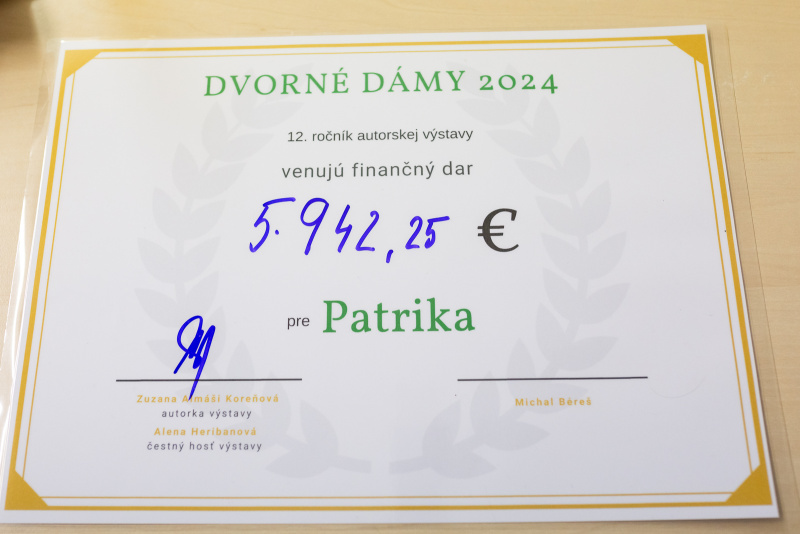 DVORNÉ DÁMY 2024
12. ročník autorskej výstavy
venujú finančný dar
5.942,25 €
pre Patrika
Zuzana Almáši Koreňová
autorka výstavy
Alena Heribanová
čestný hosť výstavy
Michal Bereš